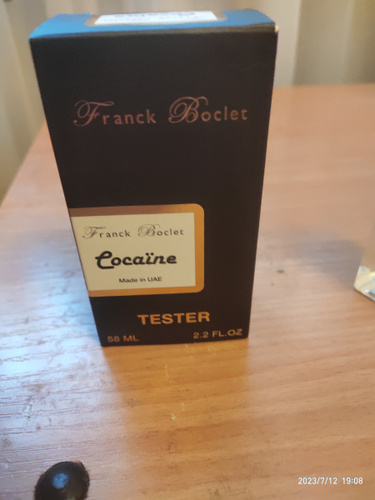 Franck Boclet
Franck Boclet
Cocaïne
Made in UAE
TESTER
58 ML 2.2 FL.OZ
2023/7/12 19:08